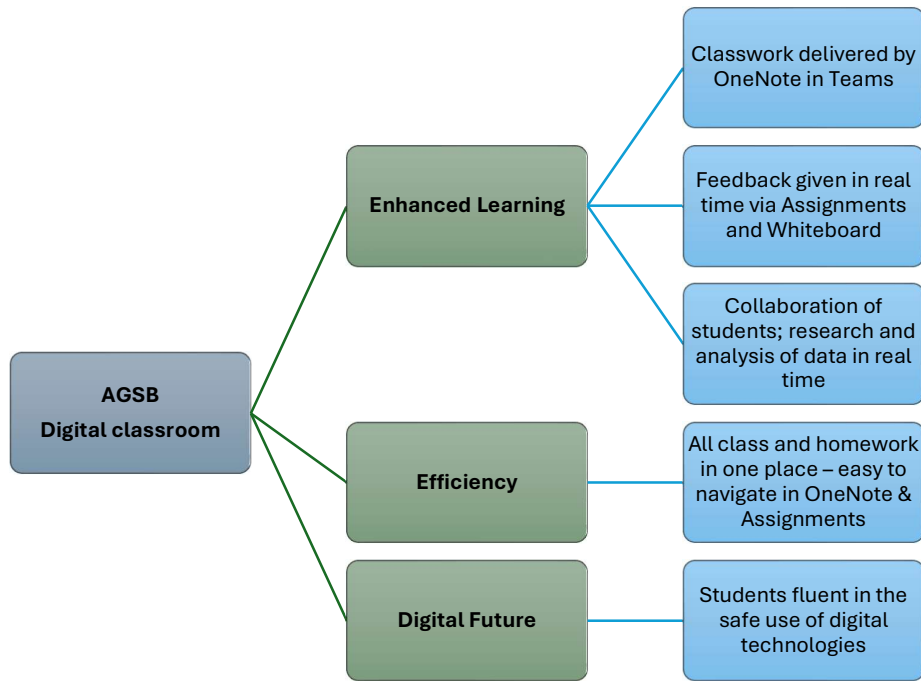 AGSB
Digital classroom
Enhanced Learning
Classwork delivered by
OneNote in Teams
Feedback given in real
time via Assignments
and Whiteboard
Collaboration of
students; research and
analysis of data in real
time
Efficiency
All class and homework
in one place – easy to
navigate in OneNote &
Assignments
Digital Future
Students fluent in the
safe use of digital
technologies